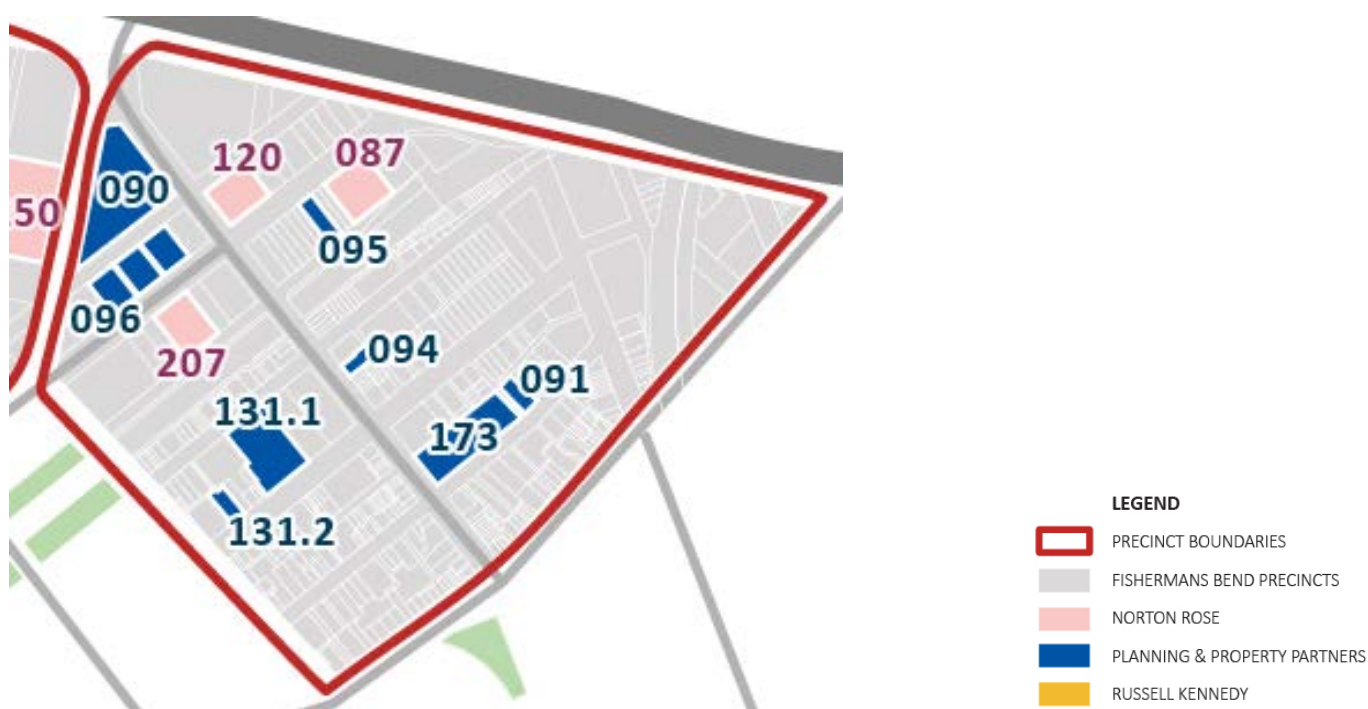 120
087
090
50
095
096
207
094
091
131.1
173
131.2
LEGEND
PRECINCT BOUNDARIES
FISHERMANS BEND PRECINCTS
NORTON ROSE
PLANNING & PROPERTY PARTNERS
RUSSELL KENNEDY